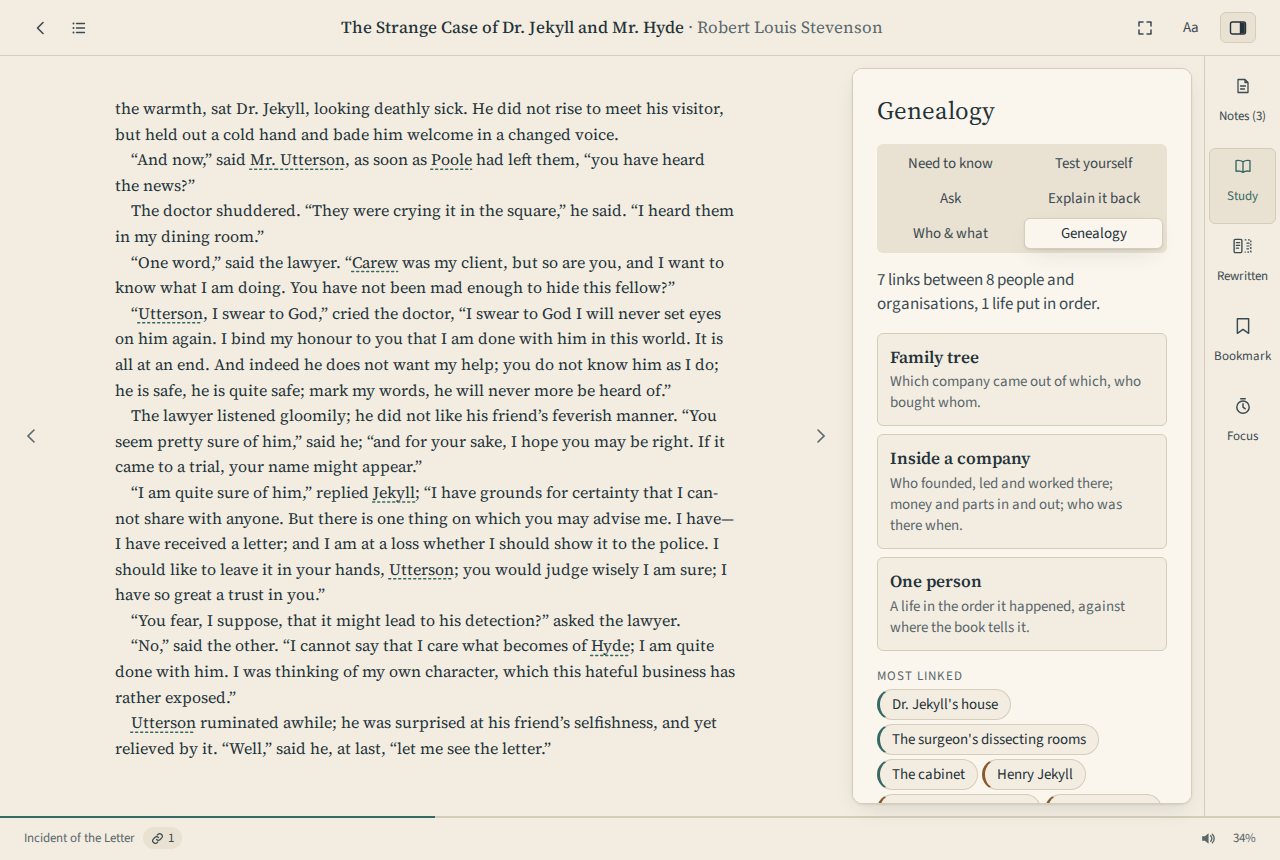 The Strange Case of Dr. Jekyll and Mr. Hyde · Robert Louis Stevenson
Aa
the warmth, sat Dr. Jekyll, looking deathly sick. He did not rise to meet his visitor,
but held out a cold hand and bade him welcome in a changed voice.
“And now,” said Mr. Utterson, as soon as Poole had left them, “you have heard
the news?”
The doctor shuddered. “They were crying it in the square,” he said. “I heard them
in my dining room.”
“One word,” said the lawyer. “Carew was my client, but so are you, and I want to
know what I am doing. You have not been mad enough to hide this fellow?”
“Utterson, I swear to God,” cried the doctor, “I swear to God I will never set eyes
on him again. I bind my honour to you that I am done with him in this world. It is
all at an end. And indeed he does not want my help; you do not know him as I do;
he is safe, he is quite safe; mark my words, he will never more be heard of.”
The lawyer listened gloomily; he did not like his friend’s feverish manner. “You
seem pretty sure of him,” said he; “and for your sake, I hope you may be right. If it
came to a trial, your name might appear.”
“I am quite sure of him,” replied Jekyll; “I have grounds for certainty that I can-
not share with anyone. But there is one thing on which you may advise me. I have—
I have received a letter; and I am at a loss whether I should show it to the police. I
should like to leave it in your hands, Utterson; you would judge wisely I am sure; I
have so great a trust in you.”
“You fear, I suppose, that it might lead to his detection?” asked the lawyer.
“No,” said the other. “I cannot say that I care what becomes of Hyde; I am quite
done with him. I was thinking of my own character, which this hateful business has
rather exposed.”
Utterson ruminated awhile; he was surprised at his friend’s selfishness, and yet
relieved by it. “Well,” said he, at last, “let me see the letter.”
Genealogy
Need to know
Test yourself
Ask
Explain it back
Who & what
Genealogy
7 links between 8 people and
organisations, 1 life put in order.
Family tree
Which company came out of which, who
bought whom.
Inside a company
Who founded, led and worked there;
money and parts in and out; who was
there when.
One person
A life in the order it happened, against
where the book tells it.
MOST LINKED
Dr. Jekyll's house
The surgeon's dissecting rooms
The cabinet
Henry Jekyll
Notes (3)
Study
Rewritten
Bookmark
Focus
Incident of the Letter
1
34%